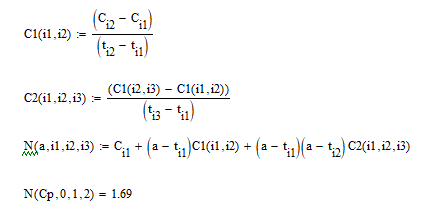 C1(i1,i2) := (C_i2 − C_i1) / (t_i2 − t_i1)
C2(i1,i2,i3) := (C1(i2,i3) − C1(i1,i2)) / (t_i3 − t_i1)
N(a,i1,i2,i3) := C_i1 + (a − t_i1)C1(i1,i2) + (a − t_i1)(a − t_i2)C2(i1,i2,i3)
N(Cp,0,1,2) = 1.69